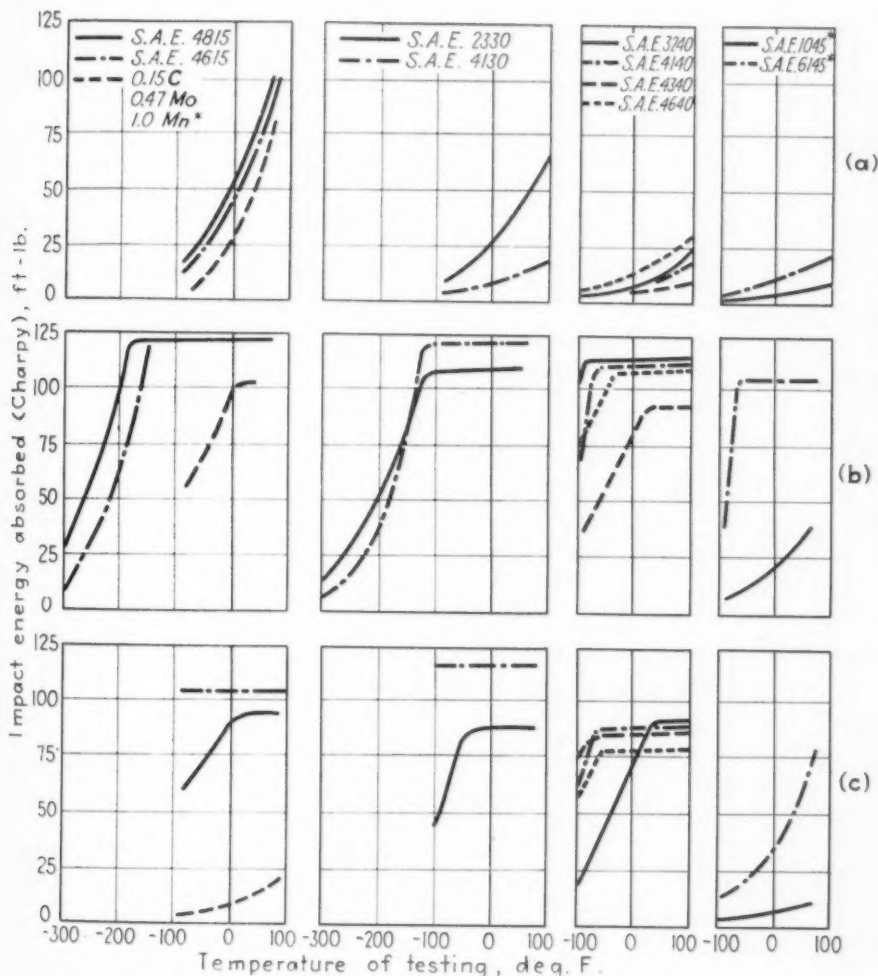 S.A.E. 4815
S.A.E. 4615
0.15 C
0.47 Mo
1.0 Mn*
S.A.E. 2330
S.A.E. 4130
S.A.E.3240
S.A.E.4140
S.A.E.4340
S.A.E.4640
S.A.E.1045*
S.A.E.6145*
125
100
75
50
25
0
(a)
125
100
75
50
25
0
(b)
125
100
75
50
25
0
(c)
Impact energy absorbed (Charpy), ft-lb.
-300 -200 -100 0 100
-300 -200 -100 0 100
-100 0 100
-100 0 100
Temperature of testing, deg. F.